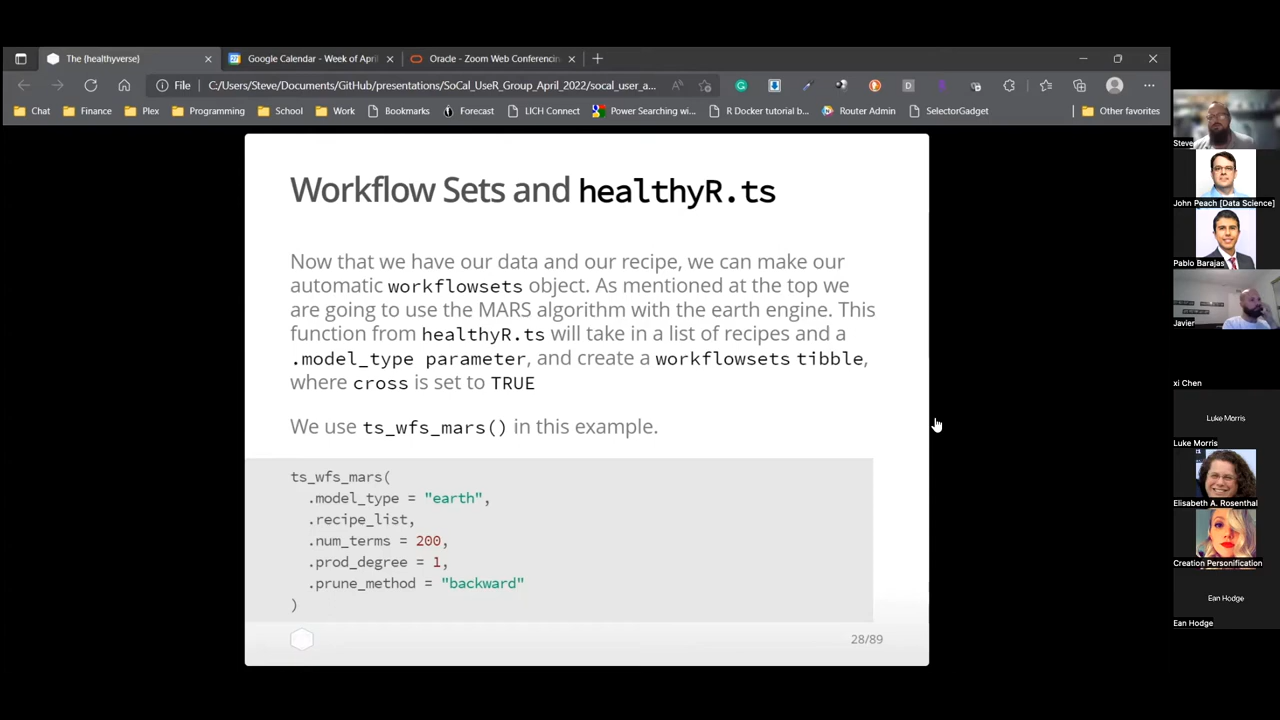 The {healthyverse}
Google Calendar - Week of April
Oracle - Zoom Web Conferencin
File
C:/Users/Steve/Documents/GitHub/presentations/SoCal_UseR_Group_April_2022/socal_user_a...
Chat
Finance
Plex
Programming
School
Work
Bookmarks
Forecast
LICH Connect
Power Searching wi...
R Docker tutorial b...
Router Admin
SelectorGadget
Other favorites
Workflow Sets and healthyR.ts
Now that we have our data and our recipe, we can make our
automatic workflowsets object. As mentioned at the top we
are going to use the MARS algorithm with the earth engine. This
function from healthyR.ts will take in a list of recipes and a
.model_type parameter, and create a workflowsets tibble,
where cross is set to TRUE
We use ts_wfs_mars() in this example.
ts_wfs_mars(
.model_type = "earth",
.recipe_list,
.num_terms = 200,
.prod_degree = 1,
.prune_method = "backward"
)
28/89
Steve
John Peach [Data Science]
Pablo Barajas
Javier
xi Chen
Luke Morris
Luke Morris
Elisabeth A. Rosenthal
Creation Personification
Ean Hodge
Ean Hodge